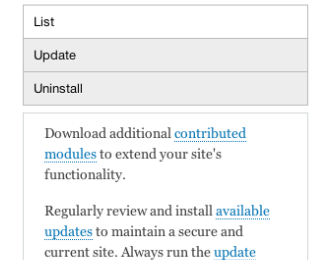 List
Update
Uninstall
Download additional contributed
modules to extend your site's
functionality.
Regularly review and install available
updates to maintain a secure and
current site. Always run the update